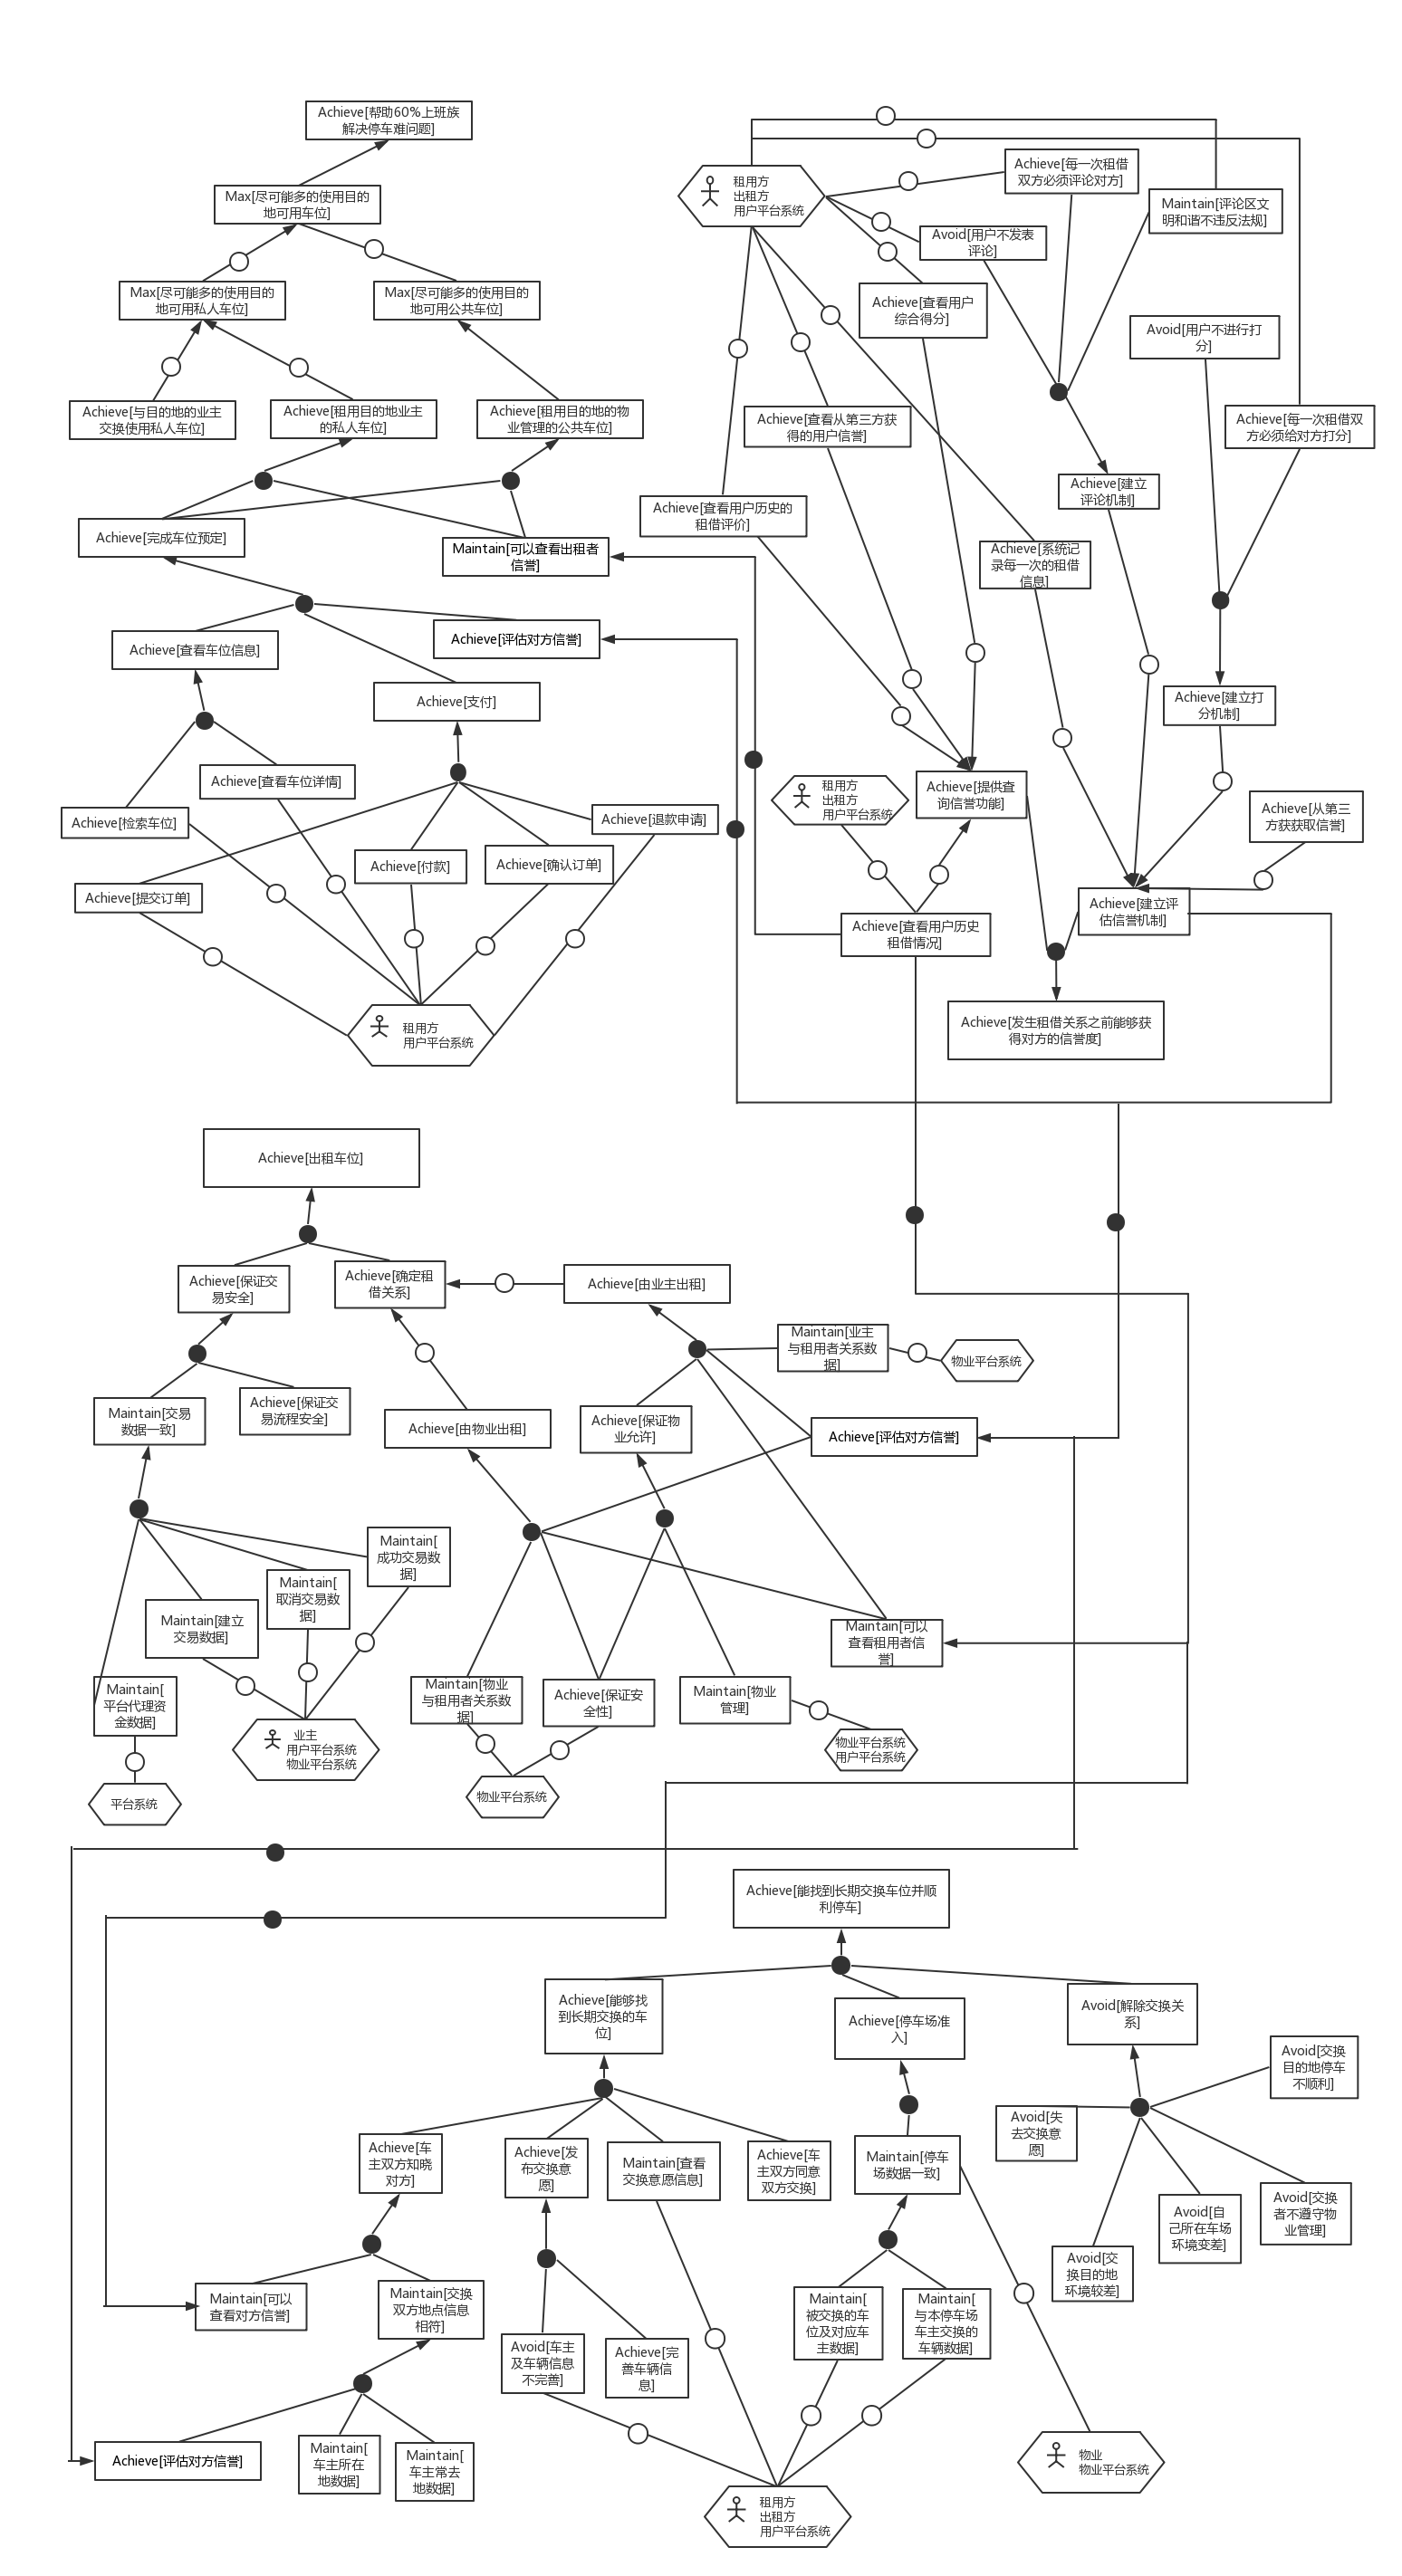 Achieve[帮助60%上班族
解决停车难问题]
Max[尽可能多的使用目的
地可用车位]
Max[尽可能多的使用目的
地可用私人车位]
Max[尽可能多的使用目的
地可用公共车位]
Achieve[与目的地的业主
交换使用私人车位]
Achieve[租用目的地业主
的私人车位]
Achieve[租用目的地的物
业管理的公共车位]
Achieve[完成车位预定]
Maintain[可以查看出租者
信誉]
Achieve[查看车位信息]
Achieve[评估对方信誉]
Achieve[支付]
Achieve[查看车位详情]
Achieve[检索车位]
Achieve[退款申请]
Achieve[付款]
Achieve[确认订单]
Achieve[提交订单]
租用方
用户平台系统
租用方
出租方
用户平台系统
Achieve[每一次租借
双方必须评论对方]
Maintain[评论区文
明和谐不违反法规]
Avoid[用户不发表
评论]
Achieve[查看用户
综合得分]
Avoid[用户不进行打
分]
Achieve[查看从第三方获
得的用户信誉]
Achieve[每一次租借双
方必须给对方打分]
Achieve[建立
评论机制]
Achieve[查看用户历史的
租借评价]
Achieve[系统记
录每一次的租借
信息]
Achieve[建立打
分机制]
租用方
出租方
用户平台系统
Achieve[提供查
询信誉功能]
Achieve[从第三
方获获取信誉]
Achieve[查看用户历史
租借情况]
Achieve[建立评
估信誉机制]
Achieve[发生租借关系之前能够获
得对方的信誉度]
Achieve[出租车位]
Achieve[保证交
易安全]
Achieve[确定租
借关系]
Achieve[由业主出租]
Maintain[业主
与租用者关系数
据]
物业平台系统
Maintain[交易
数据一致]
Achieve[保证交
易流程安全]
Achieve[由物业出租]
Achieve[保证物
业允许]
Achieve[评估对方信誉]
Maintain[
成功交易数
据]
Maintain[
取消交易数
据]
Maintain[建立
交易数据]
Maintain[可以
查看租用者信
誉]
Maintain[
平台代理资
金数据]
Maintain[物业
与租用者关系数
据]
Achieve[保证安
全性]
Maintain[物业
管理]
业主
用户平台系统
物业平台系统
物业平台系统
用户平台系统
平台系统
物业平台系统
Achieve[能找到长期交换车位并顺
利停车]
Achieve[能够找
到长期交换的车
位]
Achieve[停车场准
入]
Avoid[解除交换关
系]
Avoid[交换
目的地停车
不顺利]
Avoid[失
去交换意
愿]
Achieve[车
主双方知晓
对方]
Achieve[发
布交换意
愿]
Maintain[查看
交换意愿信息]
Achieve[车
主双方同意
双方交换]
Maintain[停车
场数据一致]
Avoid[自
己所在车场
环境变差]
Avoid[交换
者不遵守物
业管理]
Avoid[交
换目的地
环境较差]
Maintain[可以
查看对方信誉]
Maintain[交换
双方地点信息
相符]
Maintain[
被交换的车
位及对应车
主数据]
Maintain[
与本停车场
车主交换的
车辆数据]
Avoid[车主
及车辆信息
不完善]
Achieve[完
善车辆信
息]
Achieve[评估对方信誉]
Maintain[
车主所在
地数据]
Maintain[
车主常去
地数据]
物业
物业平台系统
租用方
出租方
用户平台系统